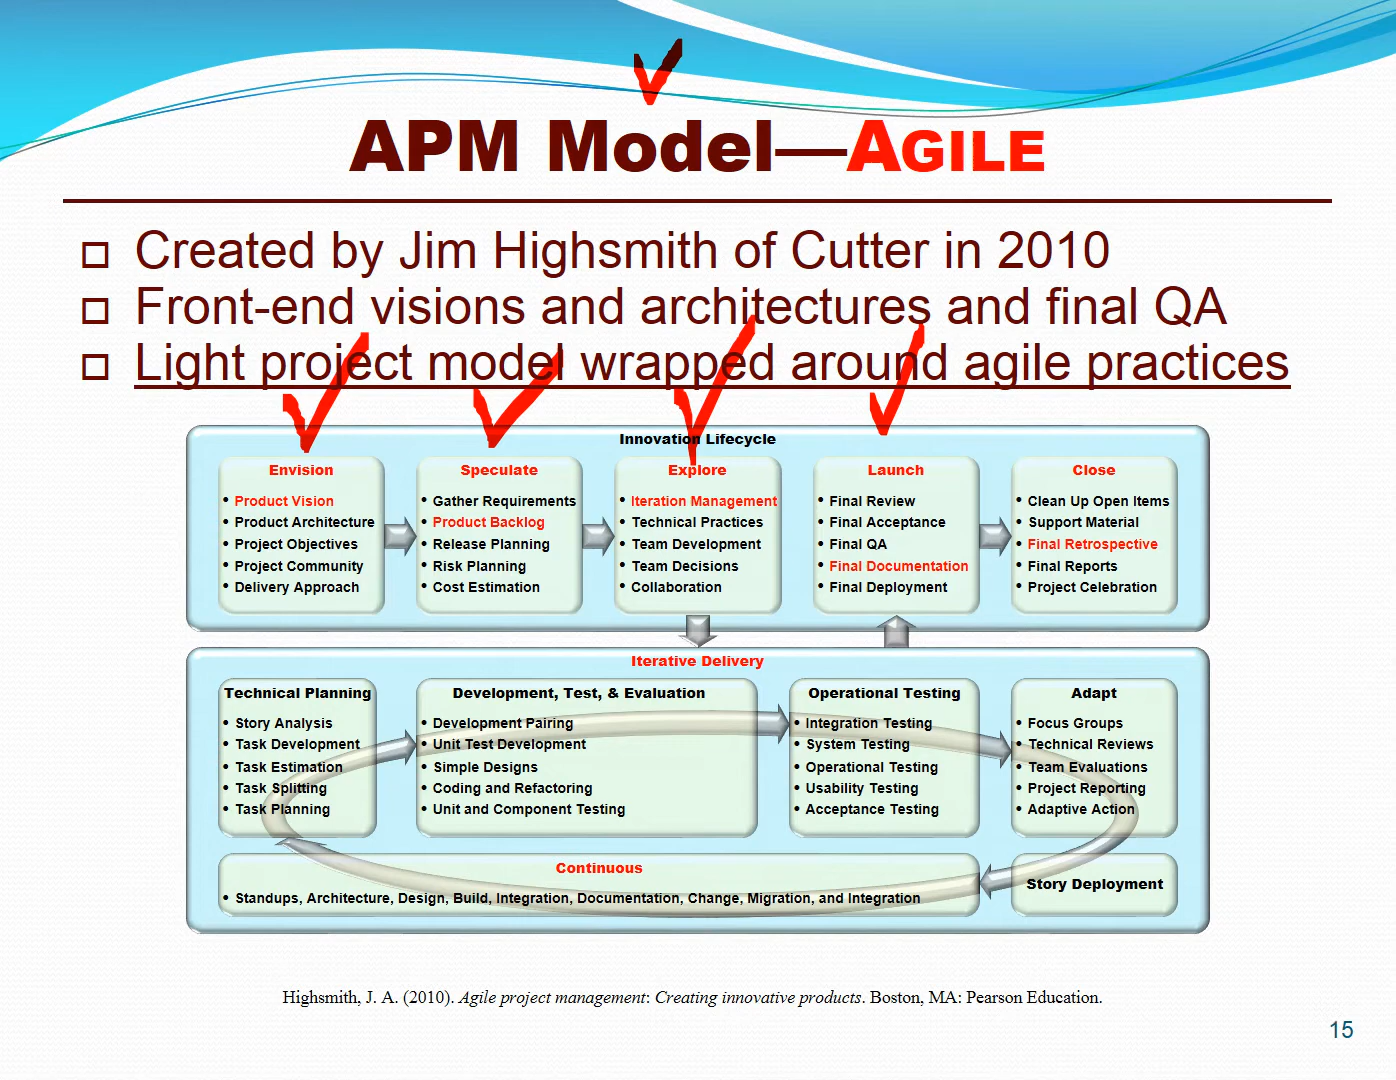 APM Model—AGILE
Created by Jim Highsmith of Cutter in 2010
Front-end visions and architectures and final QA
Light project model wrapped around agile practices
Innovation Lifecycle
Envision
• Product Vision
• Product Architecture
• Project Objectives
• Project Community
• Delivery Approach
Speculate
• Gather Requirements
• Product Backlog
• Release Planning
• Risk Planning
• Cost Estimation
Explore
• Iteration Management
• Technical Practices
• Team Development
• Team Decisions
• Collaboration
Launch
• Final Review
• Final Acceptance
• Final QA
• Final Documentation
• Final Deployment
Close
• Clean Up Open Items
• Support Material
• Final Retrospective
• Final Reports
• Project Celebration
Iterative Delivery
Technical Planning
• Story Analysis
• Task Development
• Task Estimation
• Task Splitting
• Task Planning
Development, Test, & Evaluation
• Development Pairing
• Unit Test Development
• Simple Designs
• Coding and Refactoring
• Unit and Component Testing
Operational Testing
• Integration Testing
• System Testing
• Operational Testing
• Usability Testing
• Acceptance Testing
Adapt
• Focus Groups
• Technical Reviews
• Team Evaluations
• Project Reporting
• Adaptive Action
Continuous
• Standups, Architecture, Design, Build, Integration, Documentation, Change, Migration, and Integration
Story Deployment
Highsmith, J. A. (2010). Agile project management: Creating innovative products. Boston, MA: Pearson Education.
15